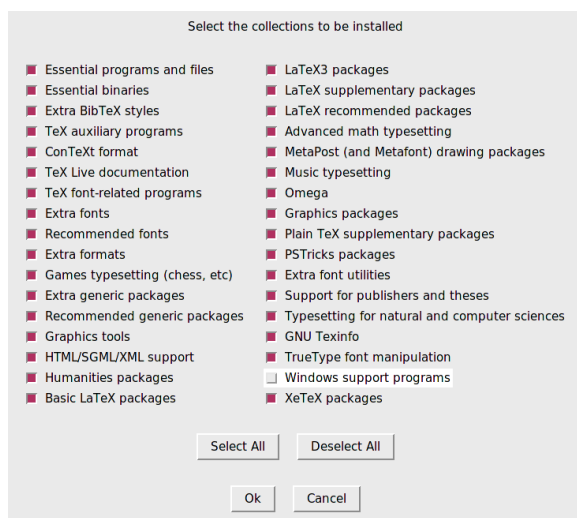 Select the collections to be installed
Essential programs and files
Essential binaries
Extra BibTeX styles
TeX auxiliary programs
ConTeXt format
TeX Live documentation
TeX font-related programs
Extra fonts
Recommended fonts
Extra formats
Games typesetting (chess, etc)
Extra generic packages
Recommended generic packages
Graphics tools
HTML/SGML/XML support
Humanities packages
Basic LaTeX packages
LaTeX3 packages
LaTeX supplementary packages
LaTeX recommended packages
Advanced math typesetting
MetaPost (and Metafont) drawing packages
Music typesetting
Omega
Graphics packages
Plain TeX supplementary packages
PSTricks packages
Extra font utilities
Support for publishers and theses
Typesetting for natural and computer sciences
GNU Texinfo
TrueType font manipulation
Windows support programs
XeTeX packages
Select All
Deselect All
Ok
Cancel